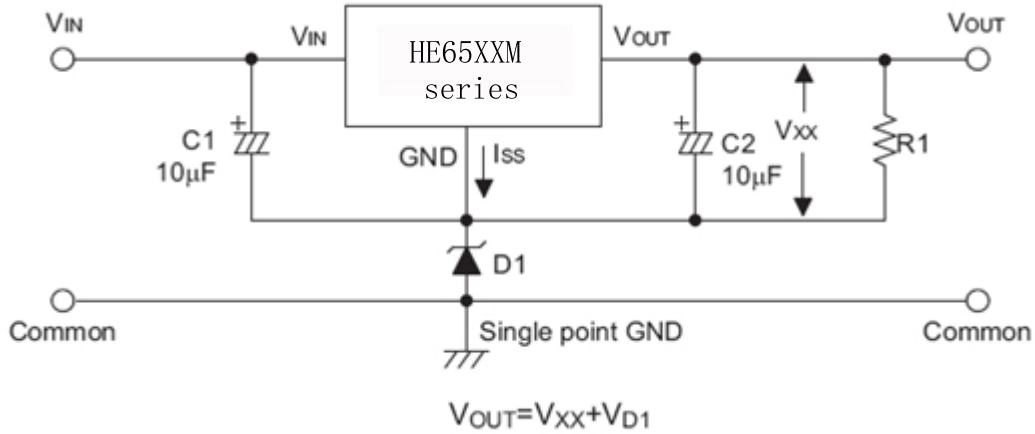 VIN
VIN
HE65XXM
series
VOUT
VOUT
+
C1
10μF
GND
ISS
+
C2
10μF
VXX
R1
D1
Common
Single point GND
Common
VOUT=VXX+VD1